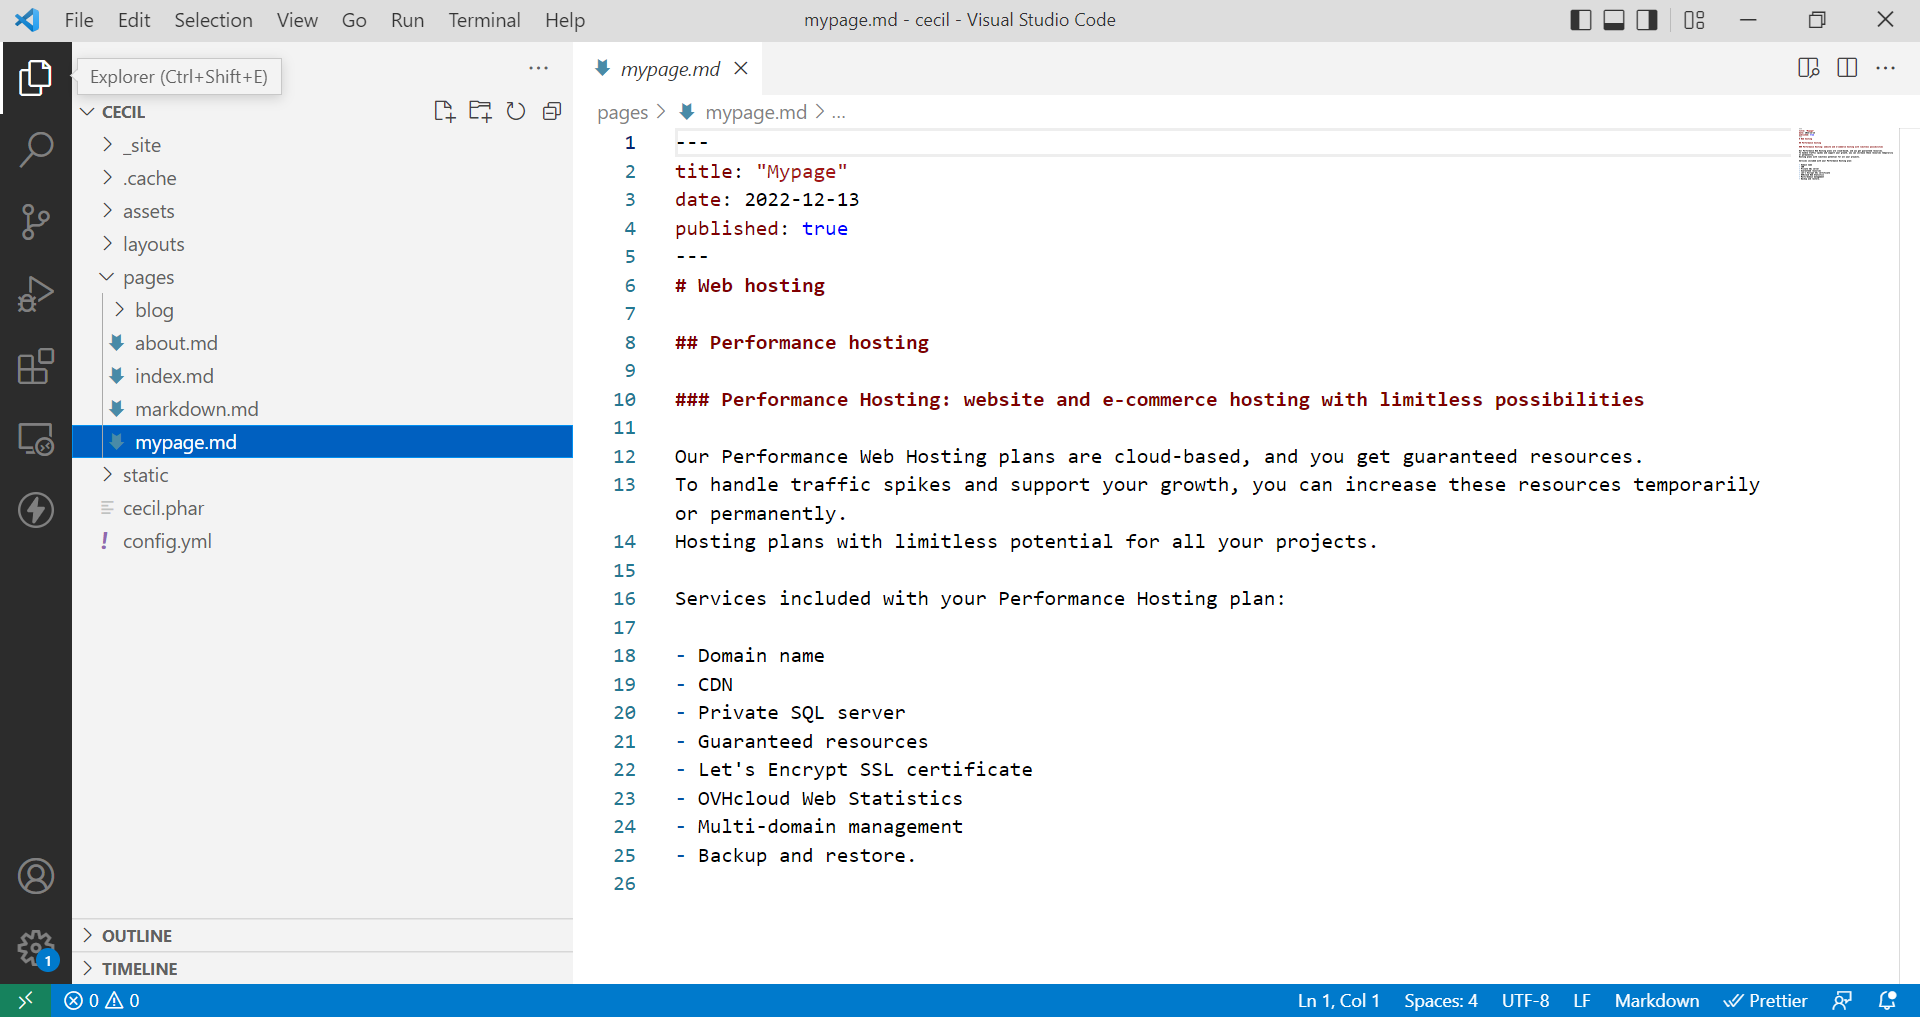 File Edit Selection View Go Run Terminal Help
mypage.md - cecil - Visual Studio Code
Explorer (Ctrl+Shift+E)
CECIL
_site
.cache
assets
layouts
pages
blog
about.md
index.md
markdown.md
mypage.md
static
cecil.phar
config.yml
OUTLINE
TIMELINE
mypage.md
pages > mypage.md > ...
1 ---
2 title: "Mypage"
3 date: 2022-12-13
4 published: true
5 ---
6 # Web hosting
7
8 ## Performance hosting
9
10 ### Performance Hosting: website and e-commerce hosting with limitless possibilities
11
12 Our Performance Web Hosting plans are cloud-based, and you get guaranteed resources.
13 To handle traffic spikes and support your growth, you can increase these resources temporarily
or permanently.
14 Hosting plans with limitless potential for all your projects.
15
16 Services included with your Performance Hosting plan:
17
18 - Domain name
19 - CDN
20 - Private SQL server
21 - Guaranteed resources
22 - Let's Encrypt SSL certificate
23 - OVHcloud Web Statistics
24 - Multi-domain management
25 - Backup and restore.
26
1
0 0
Ln 1, Col 1 Spaces: 4 UTF-8 LF Markdown Prettier